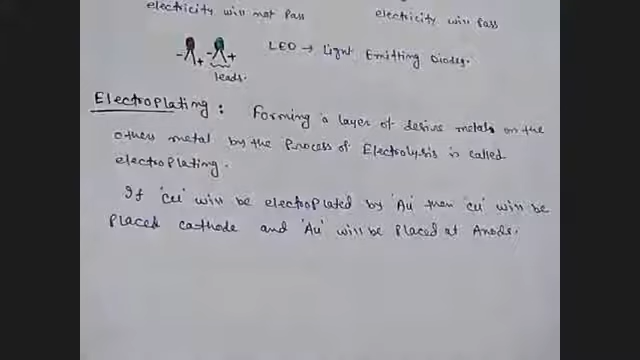 electricity will not Pass
electricity will Pass
LED → Light Emitting Diodes.
- + - +
leads.
Electroplating : Forming a layer of desire metals on the
other metal by the Process of Electrolysis is called
electroplating.
If 'Cu' will be electroplated by 'Au' then 'Cu' will be
placed cathode and 'Au' will be placed at Anode.